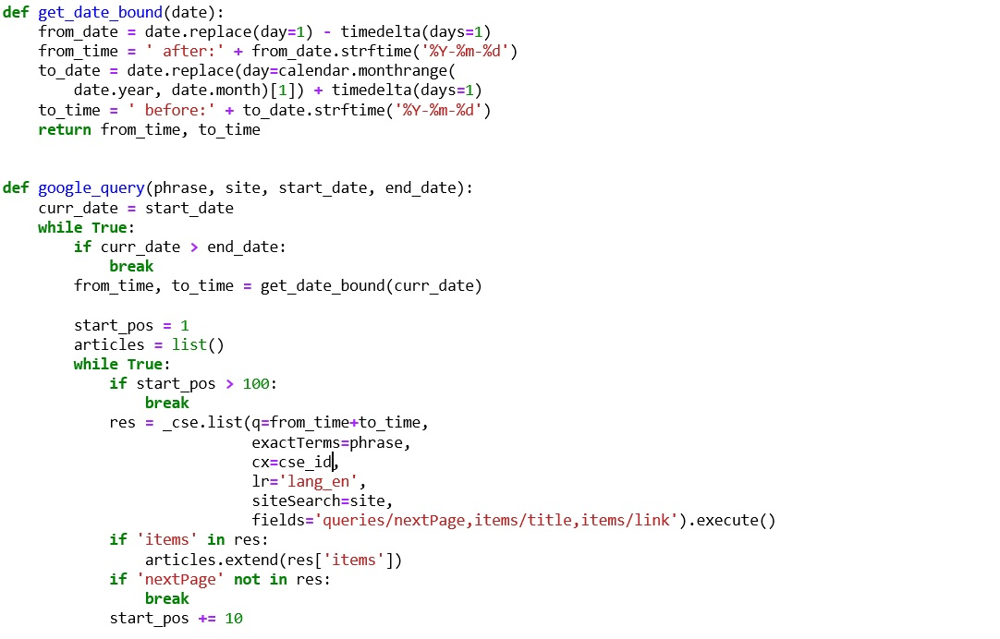 def get_date_bound(date):
    from_date = date.replace(day=1) - timedelta(days=1)
    from_time = ' after:' + from_date.strftime('%Y-%m-%d')
    to_date = date.replace(day=calendar.monthrange(
        date.year, date.month)[1]) + timedelta(days=1)
    to_time = ' before:' + to_date.strftime('%Y-%m-%d')
    return from_time, to_time


def google_query(phrase, site, start_date, end_date):
    curr_date = start_date
    while True:
        if curr_date > end_date:
            break
        from_time, to_time = get_date_bound(curr_date)

        start_pos = 1
        articles = list()
        while True:
            if start_pos > 100:
                break
            res = _cse.list(q=from_time+to_time,
                            exactTerms=phrase,
                            cx=cse_id,
                            lr='lang_en',
                            siteSearch=site,
                            fields='queries/nextPage,items/title,items/link').execute()
            if 'items' in res:
                articles.extend(res['items'])
            if 'nextPage' not in res:
                break
            start_pos += 10